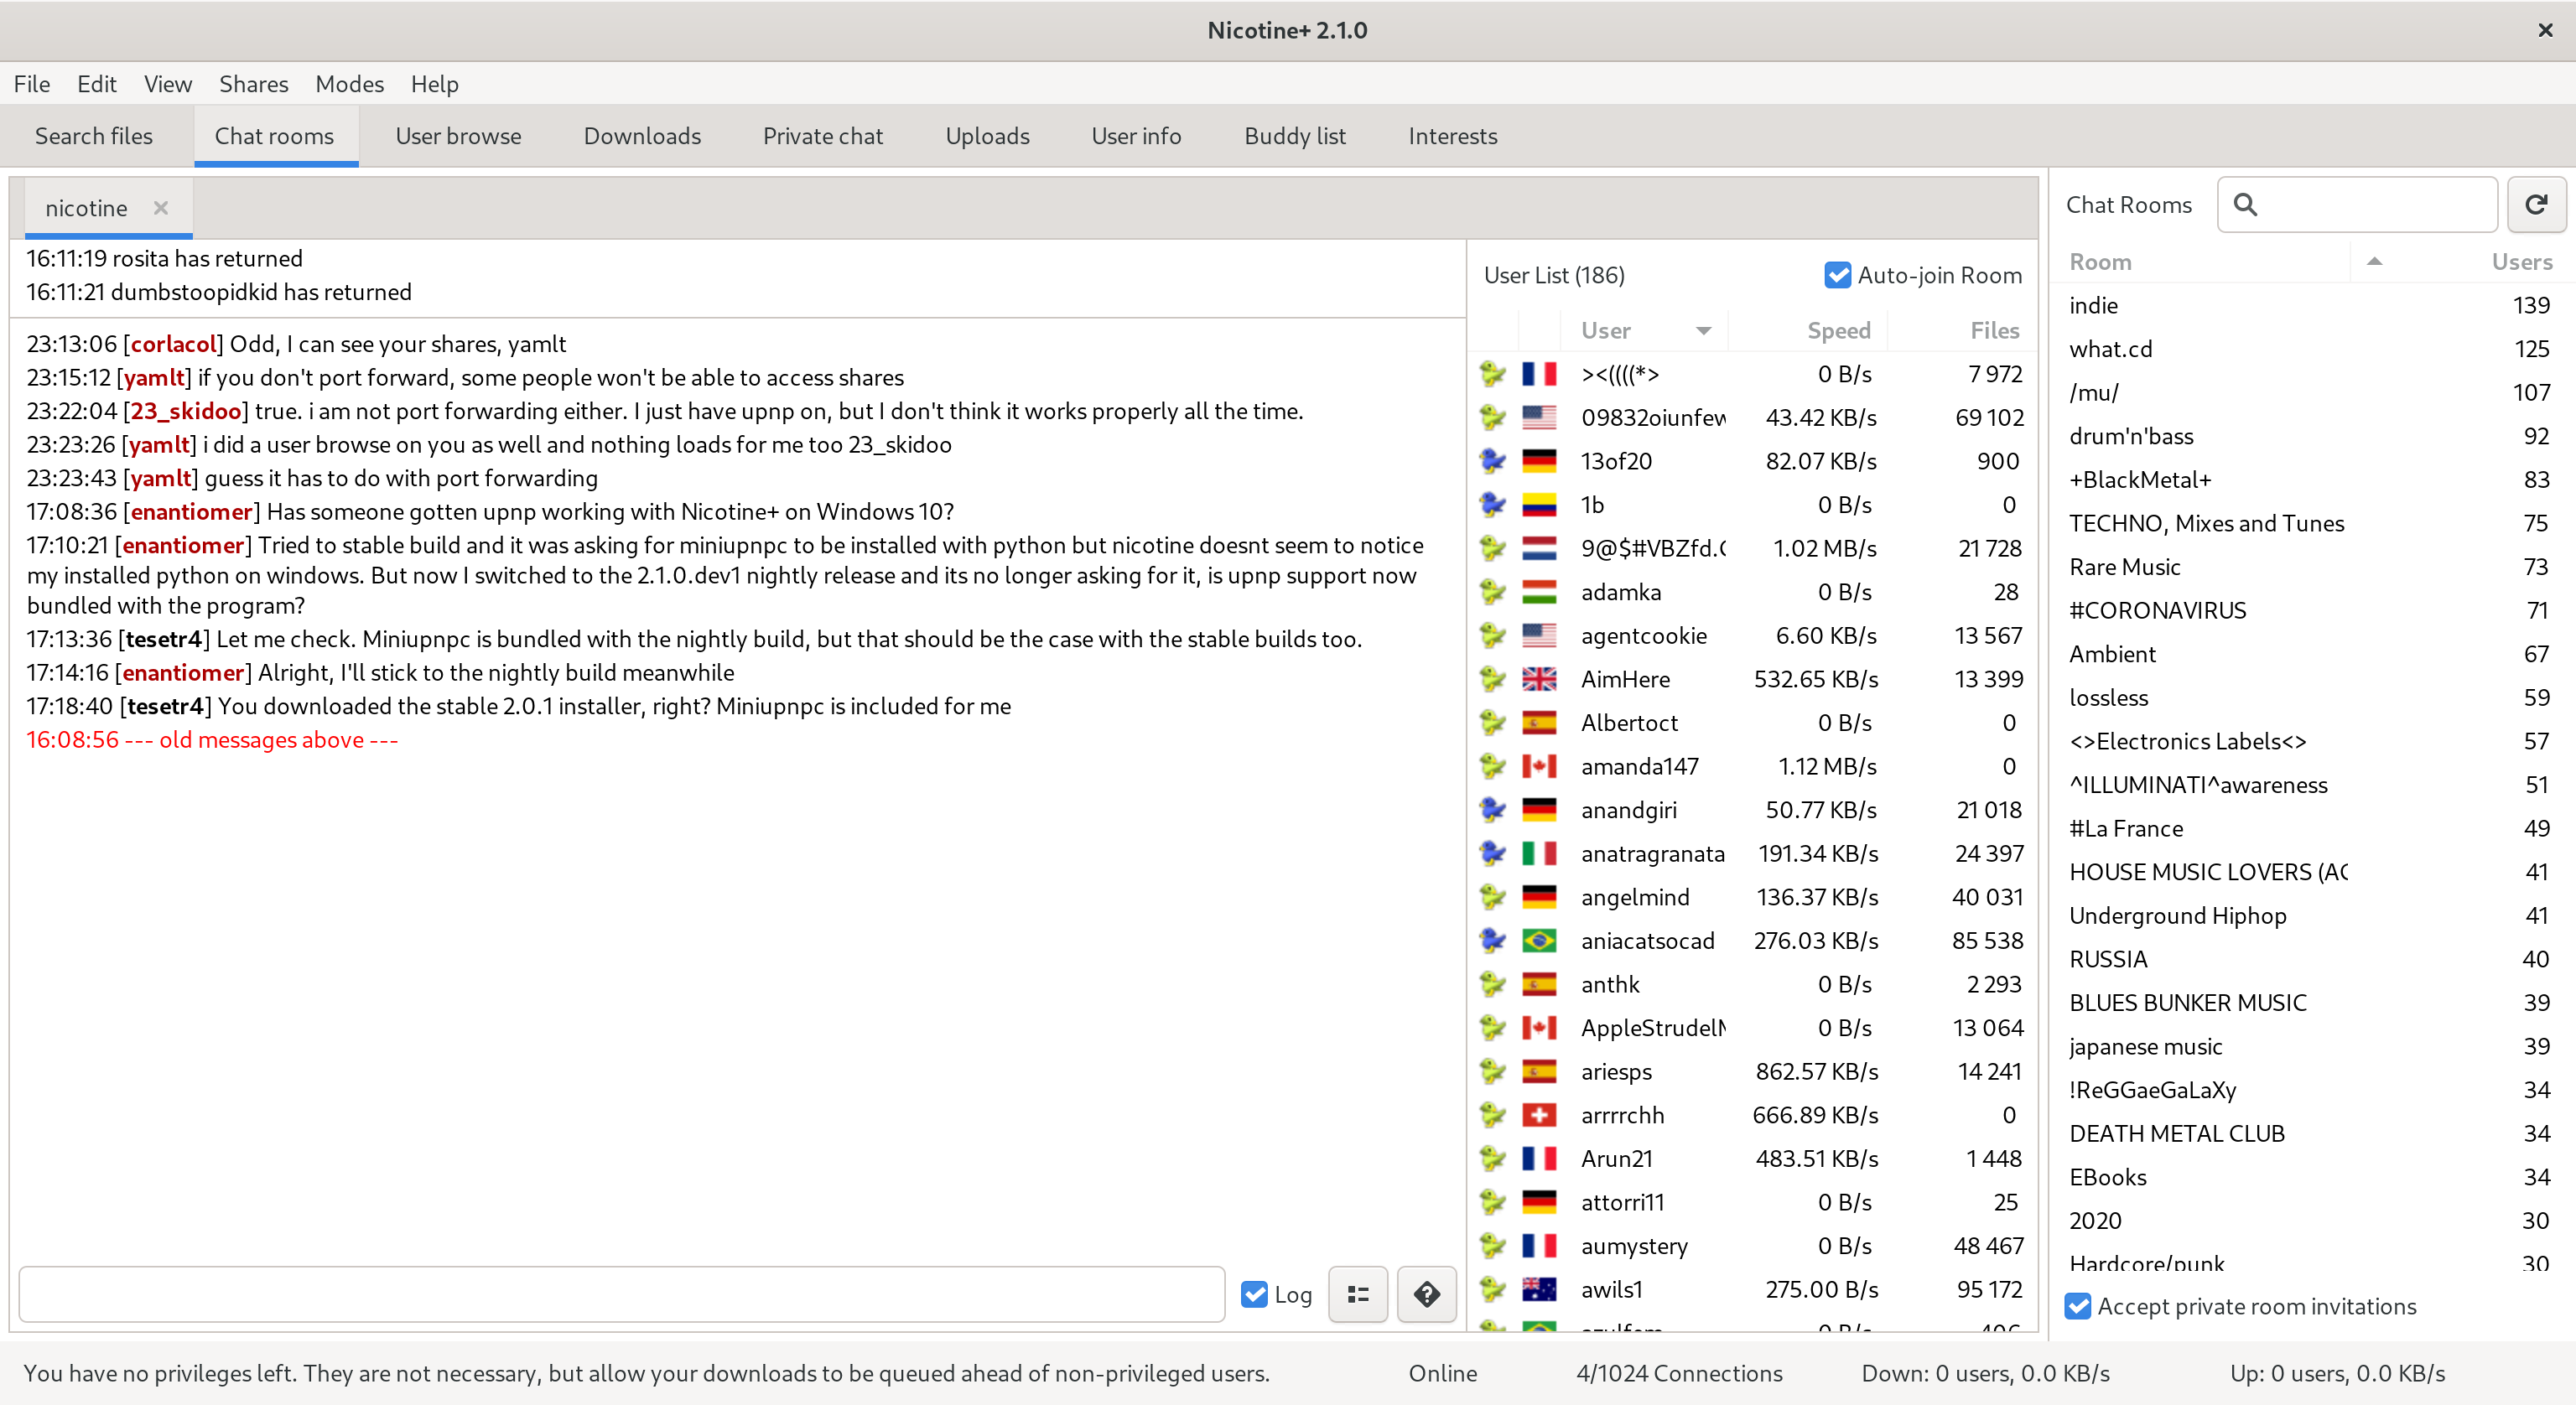 Nicotine+ 2.1.0
File Edit View Shares Modes Help
Search files Chat rooms User browse Downloads Private chat Uploads User info Buddy list Interests
nicotine
16:11:19 rosita has returned
16:11:21 dumbstoopidkid has returned
23:13:06 [corlacol] Odd, I can see your shares, yamlt
23:15:12 [yamlt] if you don't port forward, some people won't be able to access shares
23:22:04 [23_skidoo] true. i am not port forwarding either. I just have upnp on, but I don't think it works properly all the time.
23:23:26 [yamlt] i did a user browse on you as well and nothing loads for me too 23_skidoo
23:23:43 [yamlt] guess it has to do with port forwarding
17:08:36 [enantiomer] Has someone gotten upnp working with Nicotine+ on Windows 10?
17:10:21 [enantiomer] Tried to stable build and it was asking for miniupnpc to be installed with python but nicotine doesnt seem to notice
my installed python on windows. But now I switched to the 2.1.0.dev1 nightly release and its no longer asking for it, is upnp support now
bundled with the program?
17:13:36 [tesetr4] Let me check. Miniupnpc is bundled with the nightly build, but that should be the case with the stable builds too.
17:14:16 [enantiomer] Alright, I'll stick to the nightly build meanwhile
17:18:40 [tesetr4] You downloaded the stable 2.0.1 installer, right? Miniupnpc is included for me
16:08:56 --- old messages above ---
Log
User List (186) Auto-join Room
User Speed Files
><((((*> 0 B/s 7 972
09832oiunfew 43.42 KB/s 69 102
13of20 82.07 KB/s 900
1b 0 B/s 0
9@$#VBZfd. 1.02 MB/s 21 728
adamka 0 B/s 28
agentcookie 6.60 KB/s 13 567
AimHere 532.65 KB/s 13 399
Albertoct 0 B/s 0
amanda147 1.12 MB/s 0
anandgiri 50.77 KB/s 21 018
anatragranata 191.34 KB/s 24 397
angelmind 136.37 KB/s 40 031
aniacatsocad 276.03 KB/s 85 538
anthk 0 B/s 2 293
AppleStrudel 0 B/s 13 064
ariesps 862.57 KB/s 14 241
arrrrchh 666.89 KB/s 0
Arun21 483.51 KB/s 1 448
attorri11 0 B/s 25
aumystery 0 B/s 48 467
awils1 275.00 B/s 95 172
Chat Rooms
Room Users
indie 139
what.cd 125
/mu/ 107
drum'n'bass 92
+BlackMetal+ 83
TECHNO, Mixes and Tunes 75
Rare Music 73
#CORONAVIRUS 71
Ambient 67
lossless 59
<>Electronics Labels<> 57
^ILLUMINATI^awareness 51
#La France 49
HOUSE MUSIC LOVERS (A 41
Underground Hiphop 41
RUSSIA 40
BLUES BUNKER MUSIC 39
japanese music 39
!ReGGaeGaLaXy 34
DEATH METAL CLUB 34
EBooks 34
2020 30
Hardcore/punk 30
Accept private room invitations
You have no privileges left. They are not necessary, but allow your downloads to be queued ahead of non-privileged users. Online 4/1024 Connections Down: 0 users, 0.0 KB/s Up: 0 users, 0.0 KB/s